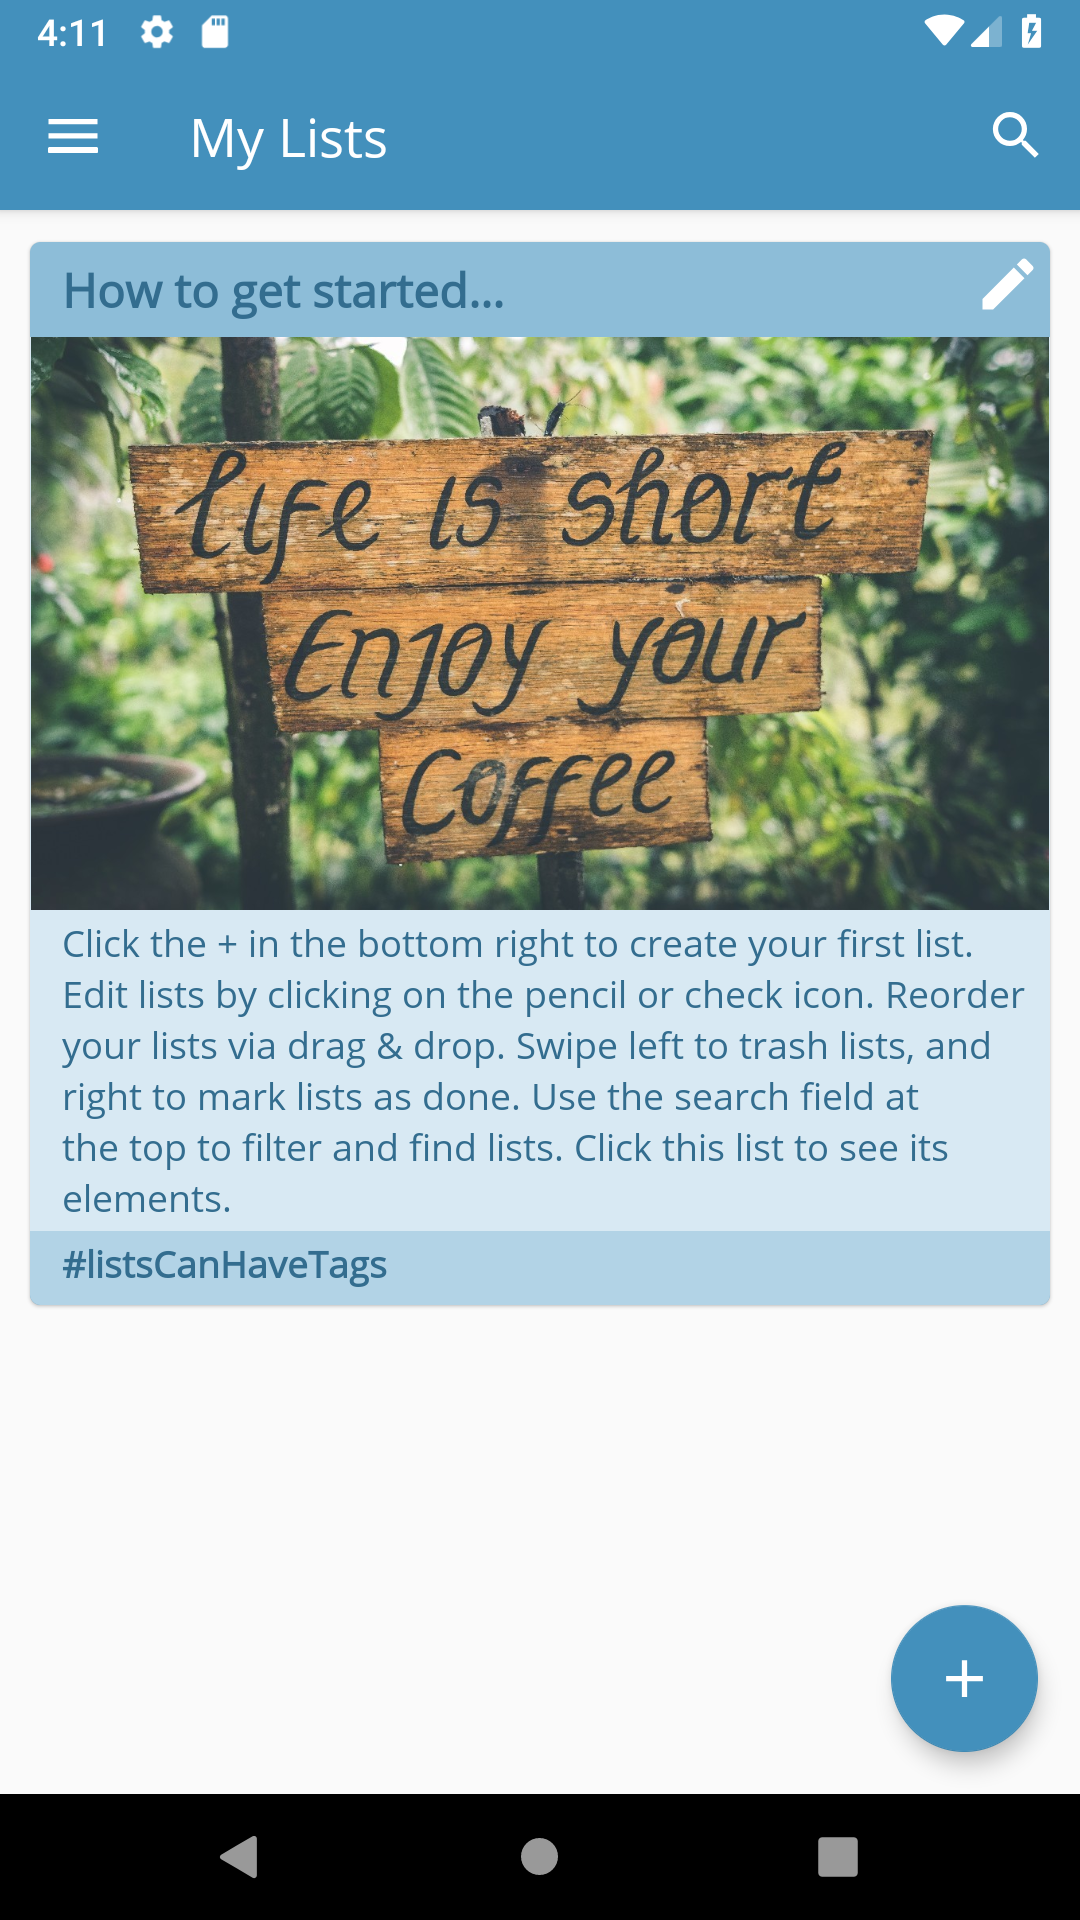 4:11
My Lists
How to get started...
Life is short
Enjoy your
Coffee
Click the + in the bottom right to create your first list.
Edit lists by clicking on the pencil or check icon. Reorder
your lists via drag & drop. Swipe left to trash lists, and
right to mark lists as done. Use the search field at
the top to filter and find lists. Click this list to see its
elements.
#listsCanHaveTags